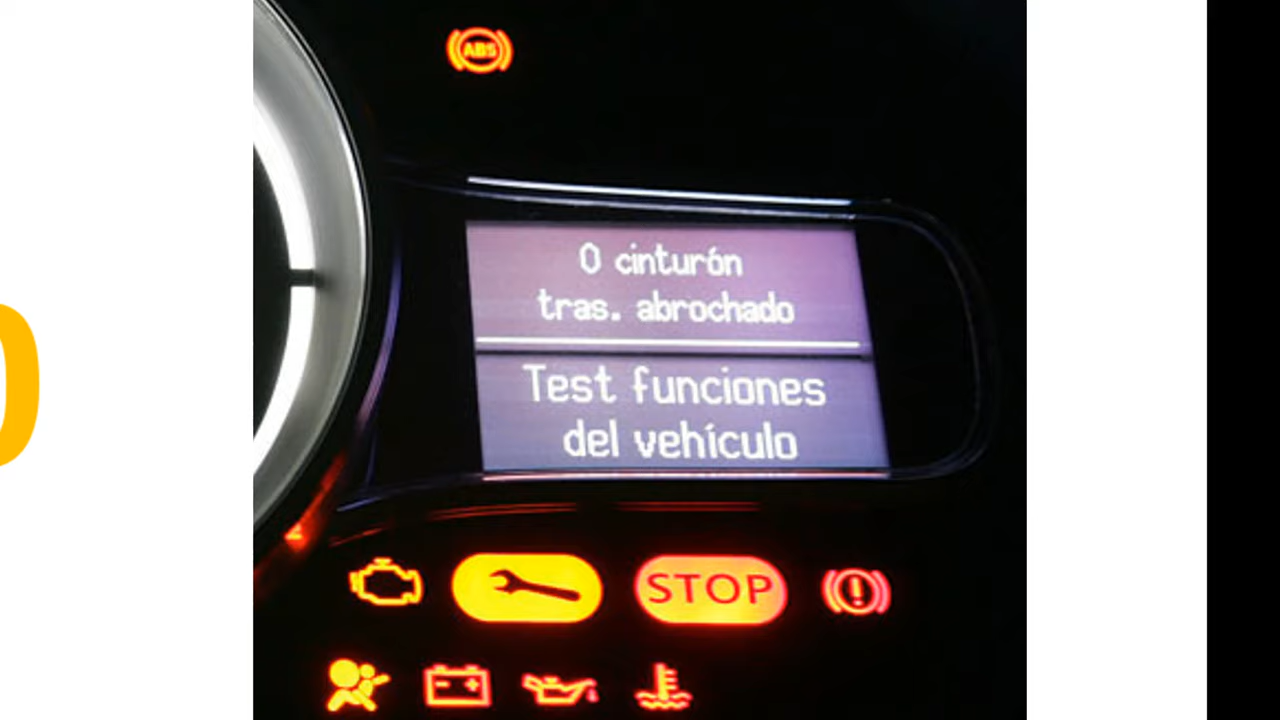 ABS
0 cinturón
tras. abrochado
Test funciones
del vehículo
STOP